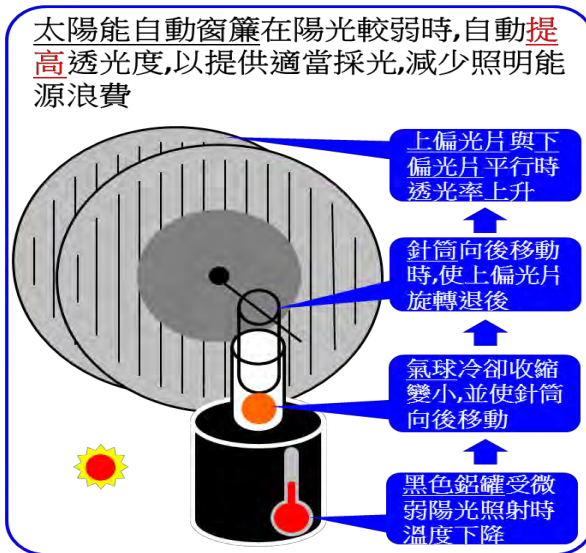 太陽能自動窗簾在陽光較弱時,自動提
高透光度,以提供適當採光,減少照明能
源浪費
上偏光片與下
偏光片平行時
透光率上升
針筒向後移動
時,使上偏光片
旋轉退後
氣球冷卻收縮
變小,並使針筒
向後移動
黑色鋁罐受微
弱陽光照射時
溫度下降